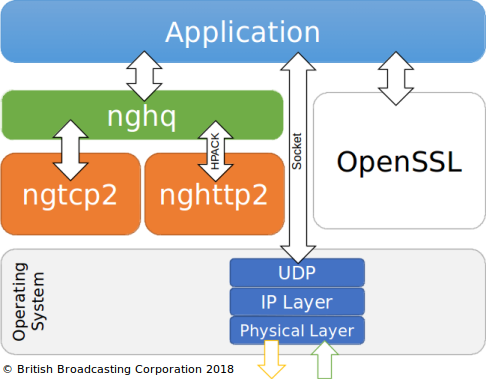 Application
nghq
HPACK
Socket
OpenSSL
ngtcp2
nghttp2
Operating
System
UDP
IP Layer
Physical Layer
© British Broadcasting Corporation 2018